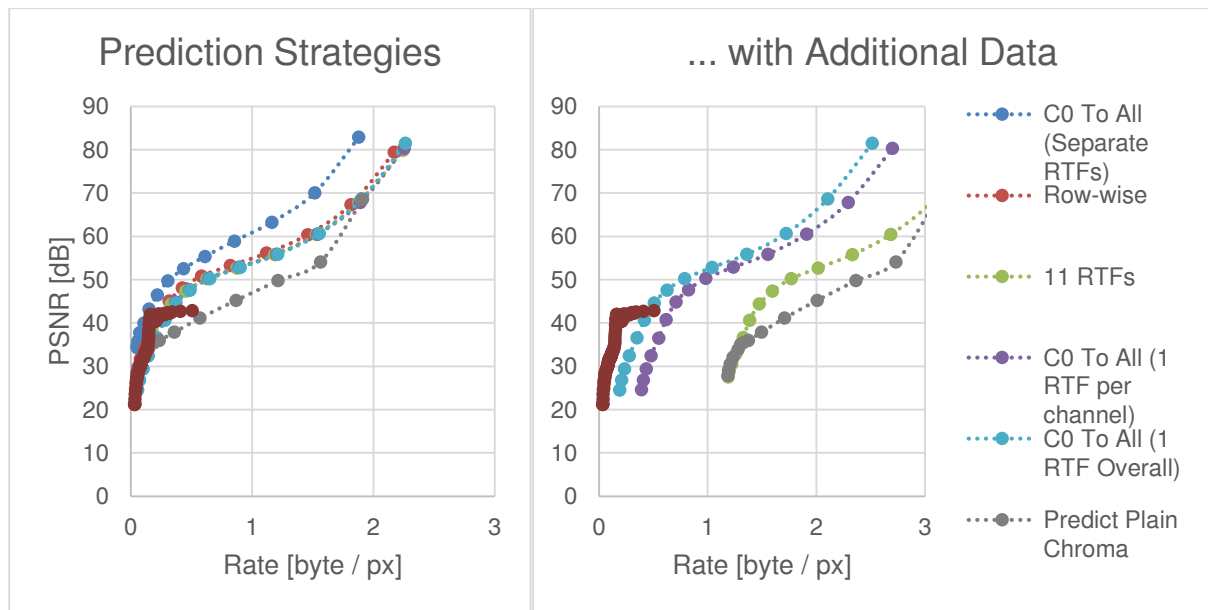 Prediction Strategies
90
80
70
60
50
40
30
20
10
0
PSNR [dB]
0 1 2 3
Rate [byte / px]
... with Additional Data
90
80
70
60
50
40
30
20
10
0
0 1 2 3
Rate [byte / px]
C0 To All
(Separate
RTFs)
Row-wise
11 RTFs
C0 To All (1
RTF per
channel)
C0 To All (1
RTF Overall)
Predict Plain
Chroma